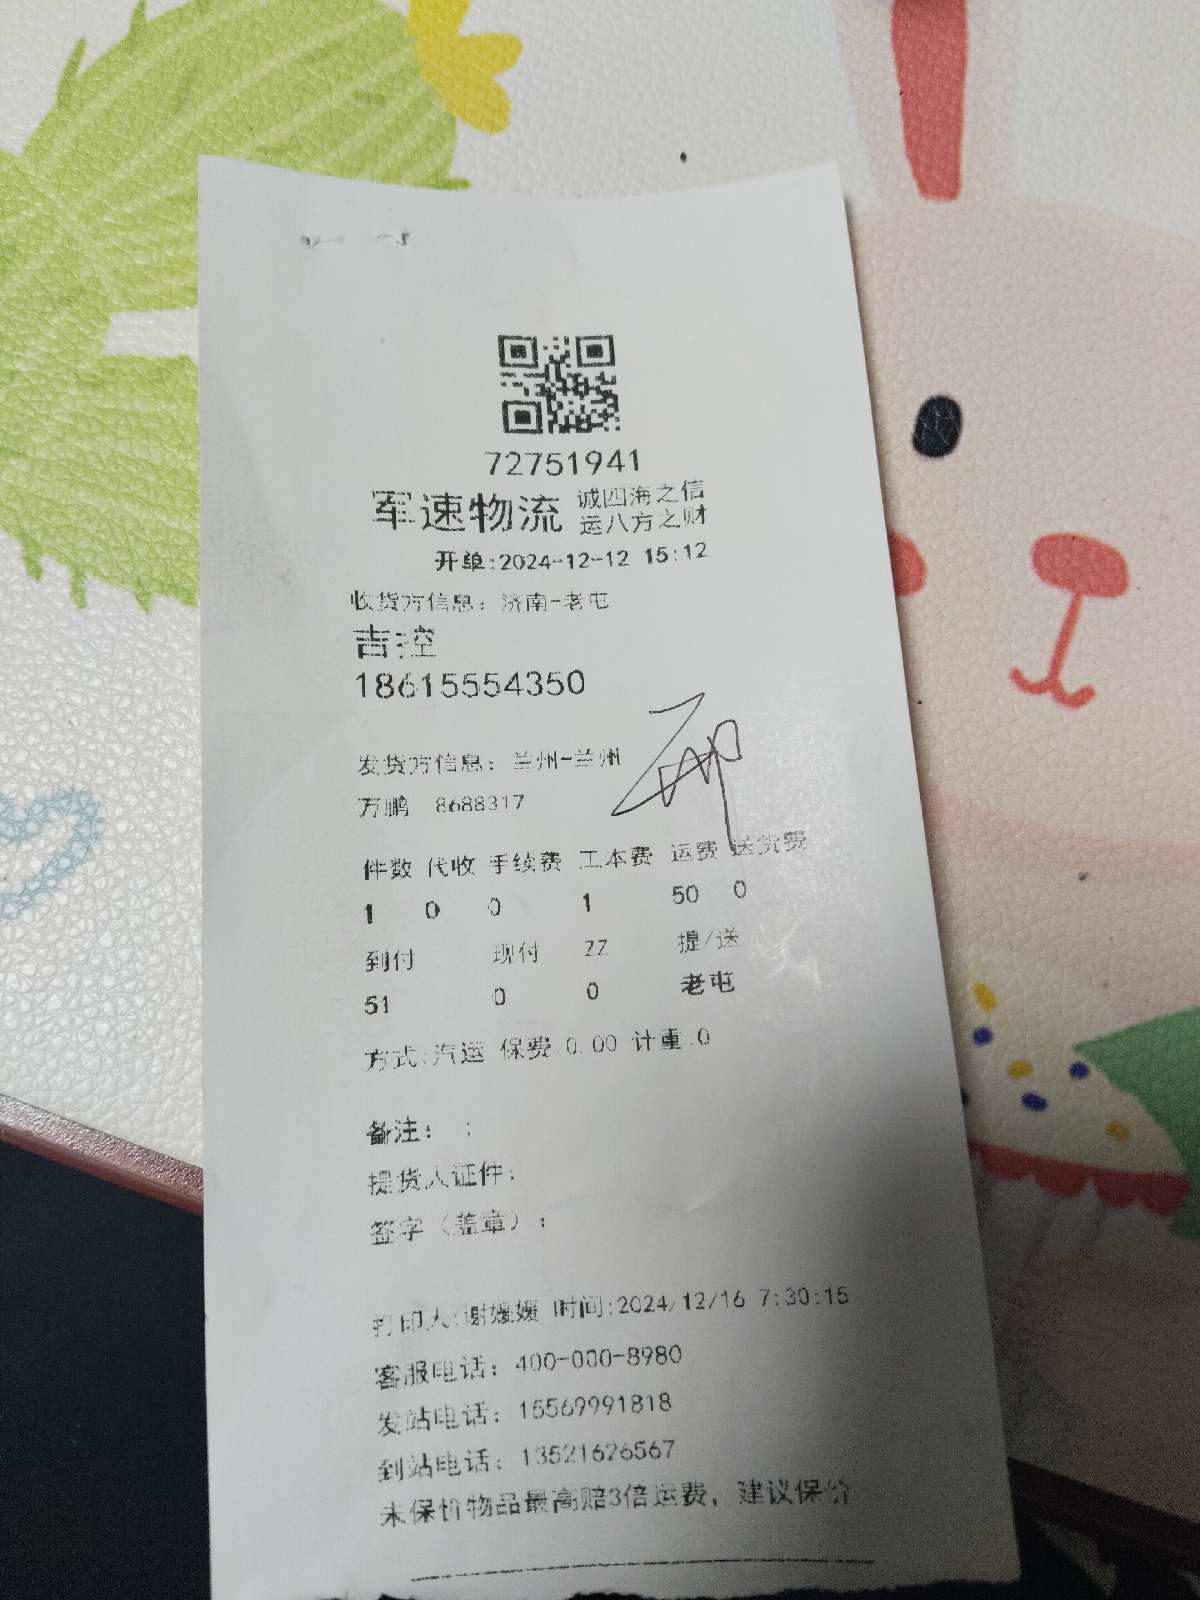 72751941
军速物流 诚四海之信
运八方之财
开单:2024-12-12 15:12
收货方信息: 济南-老屯
吉控
18615554350
发货方信息: 兰州-兰州
万鹏 8688317
件数 代收 手续费 工本费 运费 送货费
1 0 0 1 50 0
到付 现付 ZZ 提/送
51 0 0 老屯
方式:汽运 保费:0.00 计重:0
备注: ;
提货人证件:
签字(盖章):
打印人:谢媛媛 时间:2024/12/16 7:30:15
客服电话: 400-000-8980
发站电话: 15569991818
到站电话: 13521626567
未保价物品最高赔3倍运费, 建议保价